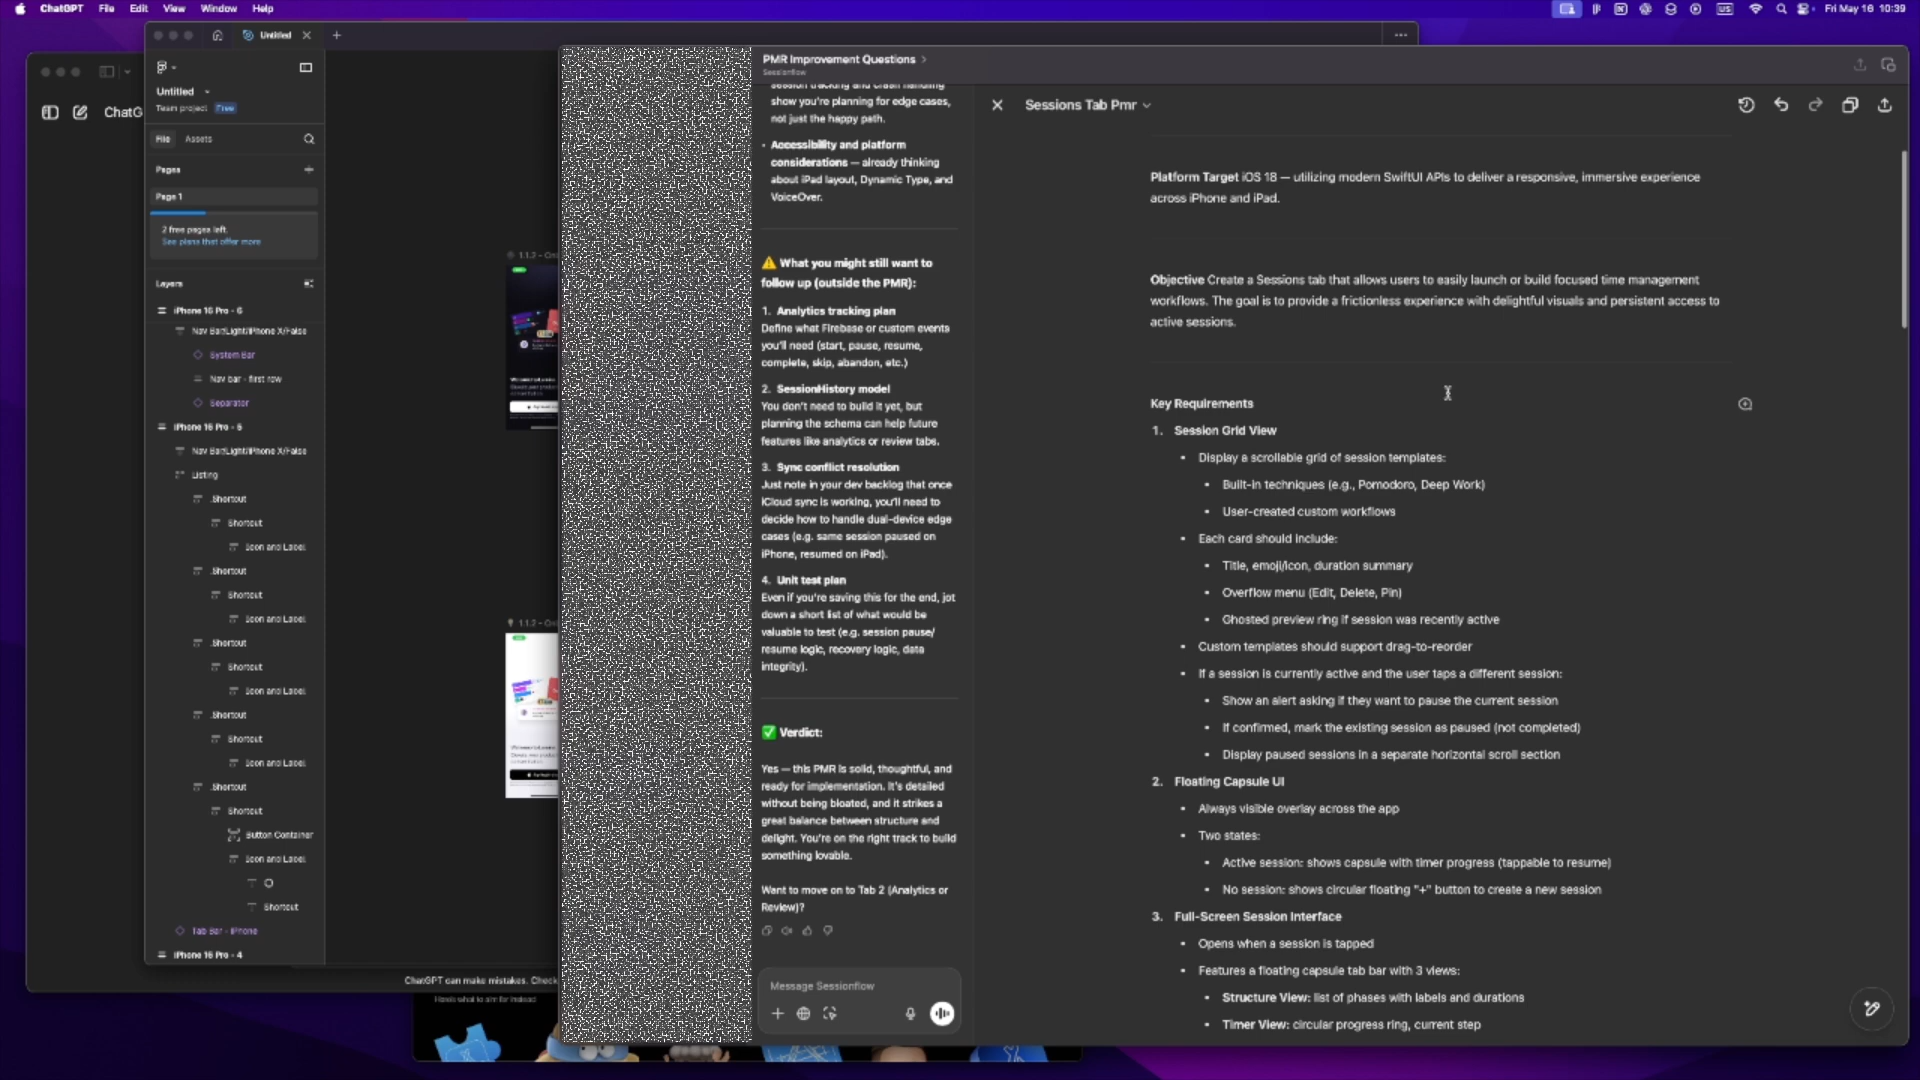 ChatGPT File Edit View Window Help
US Fri May 16 10:39
Untitled
ChatG
Untitled
Team project Free
File Assets
Pages
Page 1
2 free pages left.
See plans that offer more
Layers
iPhone 16 Pro - 6
Nav Bar/Light/iPhone X/False
System Bar
Nav bar - first row
Separator
iPhone 16 Pro - 5
Nav Bar/Light/iPhone X/False
Listing
.Shortcut
Shortcut
Icon and Label
.Shortcut
Shortcut
Icon and Label
.Shortcut
Shortcut
Icon and Label
.Shortcut
Shortcut
Icon and Label
.Shortcut
Shortcut
Button Container
Icon and Label
Shortcut
Tab Bar - iPhone
iPhone 16 Pro - 4
ChatGPT can make mistakes. Check
Here's what to aim for instead
PMR Improvement Questions
Sessionflow
session tracking and crash handling
show you're planning for edge cases,
not just the happy path.
• Accessibility and platform
considerations — already thinking
about iPad layout, Dynamic Type, and
VoiceOver.
⚠️ What you might still want to
follow up (outside the PMR):
1. Analytics tracking plan
Define what Firebase or custom events
you'll need (start, pause, resume,
complete, skip, abandon, etc.)
2. SessionHistory model
You don't need to build it yet, but
planning the schema can help future
features like analytics or review tabs.
3. Sync conflict resolution
Just note in your dev backlog that once
iCloud sync is working, you'll need to
decide how to handle dual-device edge
cases (e.g. same session paused on
iPhone, resumed on iPad).
4. Unit test plan
Even if you're saving this for the end, jot
down a short list of what would be
valuable to test (e.g. session pause/
resume logic, recovery logic, data
integrity).
✅ Verdict:
Yes — this PMR is solid, thoughtful, and
ready for implementation. It's detailed
without being bloated, and it strikes a
great balance between structure and
delight. You're on the right track to build
something lovable.
Want to move on to Tab 2 (Analytics or
Review)?
Message Sessionflow
Sessions Tab Pmr
Platform Target iOS 18 — utilizing modern SwiftUI APIs to deliver a responsive, immersive experience
across iPhone and iPad.
Objective Create a Sessions tab that allows users to easily launch or build focused time management
workflows. The goal is to provide a frictionless experience with delightful visuals and persistent access to
active sessions.
Key Requirements
1. Session Grid View
• Display a scrollable grid of session templates:
• Built-in techniques (e.g., Pomodoro, Deep Work)
• User-created custom workflows
• Each card should include:
• Title, emoji/icon, duration summary
• Overflow menu (Edit, Delete, Pin)
• Ghosted preview ring if session was recently active
• Custom templates should support drag-to-reorder
• If a session is currently active and the user taps a different session:
• Show an alert asking if they want to pause the current session
• If confirmed, mark the existing session as paused (not completed)
• Display paused sessions in a separate horizontal scroll section
2. Floating Capsule UI
• Always visible overlay across the app
• Two states:
• Active session: shows capsule with timer progress (tappable to resume)
• No session: shows circular floating "+" button to create a new session
3. Full-Screen Session Interface
• Opens when a session is tapped
• Features a floating capsule tab bar with 3 views:
• Structure View: list of phases with labels and durations
• Timer View: circular progress ring, current step